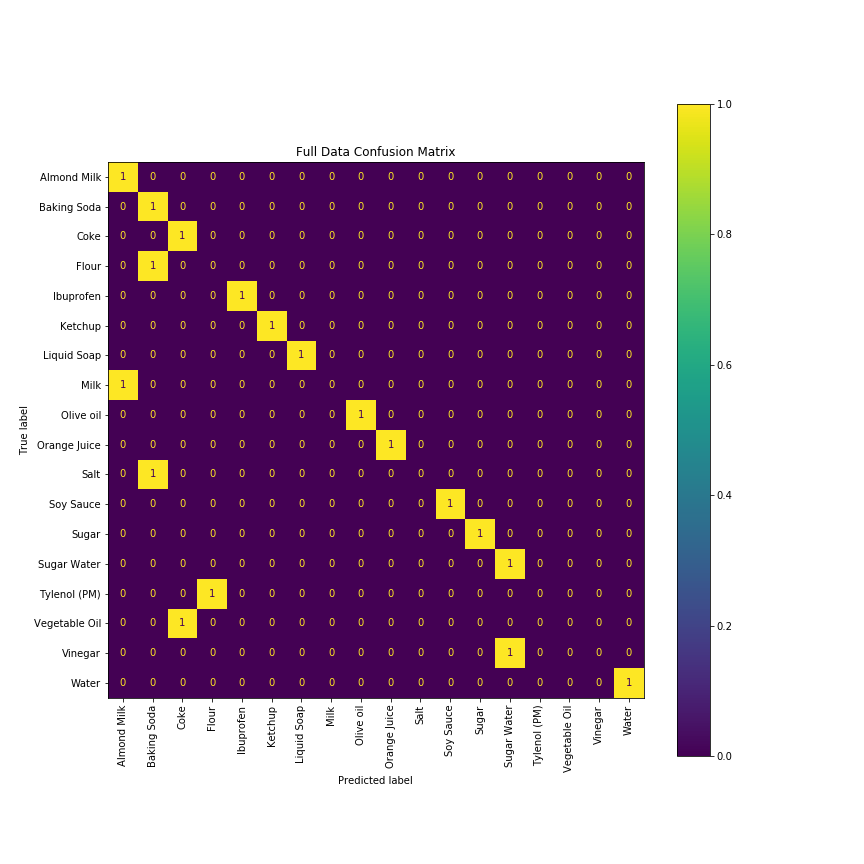 Full Data Confusion Matrix
1.0
Almond Milk 1 0 0 0 0 0 0 0 0 0 0 0 0 0 0 0 0 0
Baking Soda 0 1 0 0 0 0 0 0 0 0 0 0 0 0 0 0 0 0
Coke 0 0 1 0 0 0 0 0 0 0 0 0 0 0 0 0 0 0
0.8
Flour 0 1 0 0 0 0 0 0 0 0 0 0 0 0 0 0 0 0
Ibuprofen 0 0 0 0 1 0 0 0 0 0 0 0 0 0 0 0 0 0
Ketchup 0 0 0 0 0 1 0 0 0 0 0 0 0 0 0 0 0 0
Liquid Soap 0 0 0 0 0 0 1 0 0 0 0 0 0 0 0 0 0 0
0.6
Milk 1 0 0 0 0 0 0 0 0 0 0 0 0 0 0 0 0 0
Olive oil 0 0 0 0 0 0 0 0 1 0 0 0 0 0 0 0 0 0
True label
Orange Juice 0 0 0 0 0 0 0 0 0 1 0 0 0 0 0 0 0 0
Salt 0 1 0 0 0 0 0 0 0 0 0 0 0 0 0 0 0 0
0.4
Soy Sauce 0 0 0 0 0 0 0 0 0 0 0 1 0 0 0 0 0 0
Sugar 0 0 0 0 0 0 0 0 0 0 0 0 1 0 0 0 0 0
Sugar Water 0 0 0 0 0 0 0 0 0 0 0 0 0 1 0 0 0 0
Tylenol (PM) 0 0 0 1 0 0 0 0 0 0 0 0 0 0 0 0 0 0
Vegetable Oil 0 0 1 0 0 0 0 0 0 0 0 0 0 0 0 0 0 0
0.2
Vinegar 0 0 0 0 0 0 0 0 0 0 0 0 0 1 0 0 0 0
Water 0 0 0 0 0 0 0 0 0 0 0 0 0 0 0 0 0 1
0.0
Almond Milk
Baking Soda
Coke
Flour
Ibuprofen
Ketchup
Liquid Soap
Milk
Olive oil
Orange Juice
Salt
Soy Sauce
Sugar
Sugar Water
Tylenol (PM)
Vegetable Oil
Vinegar
Water
Predicted label